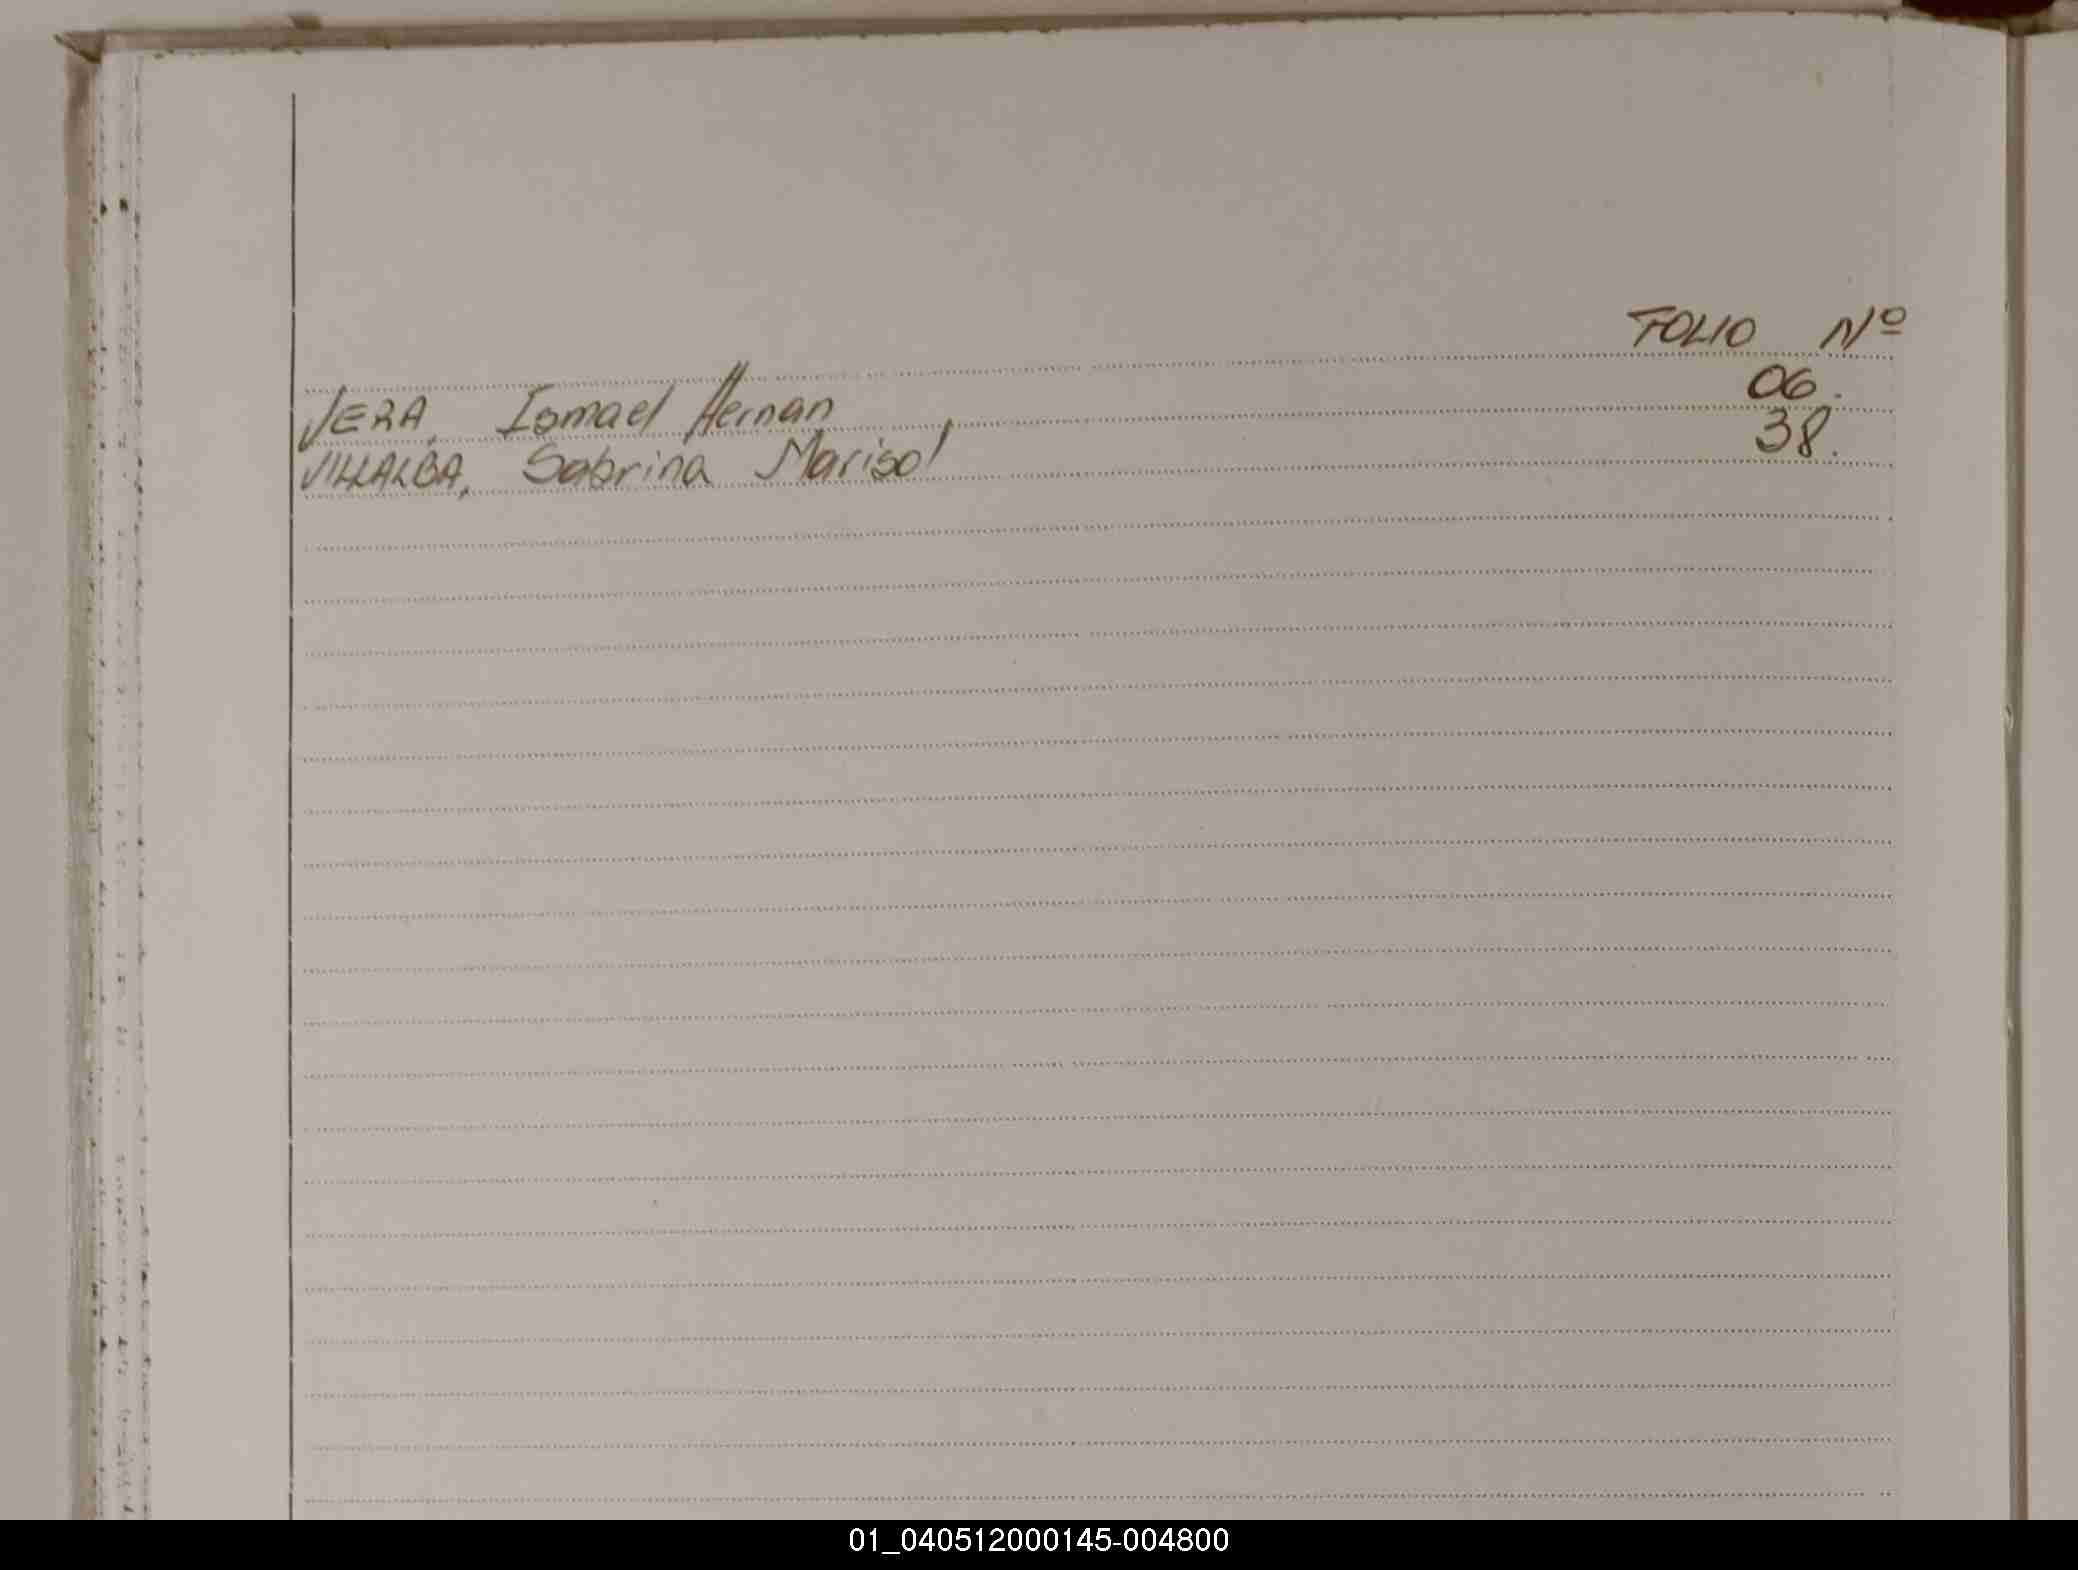 FOLIO Nº
VERA, Ismael Hernan 06.
VILLALBA, Sabrina Marisol 38.
01_040512000145-004800